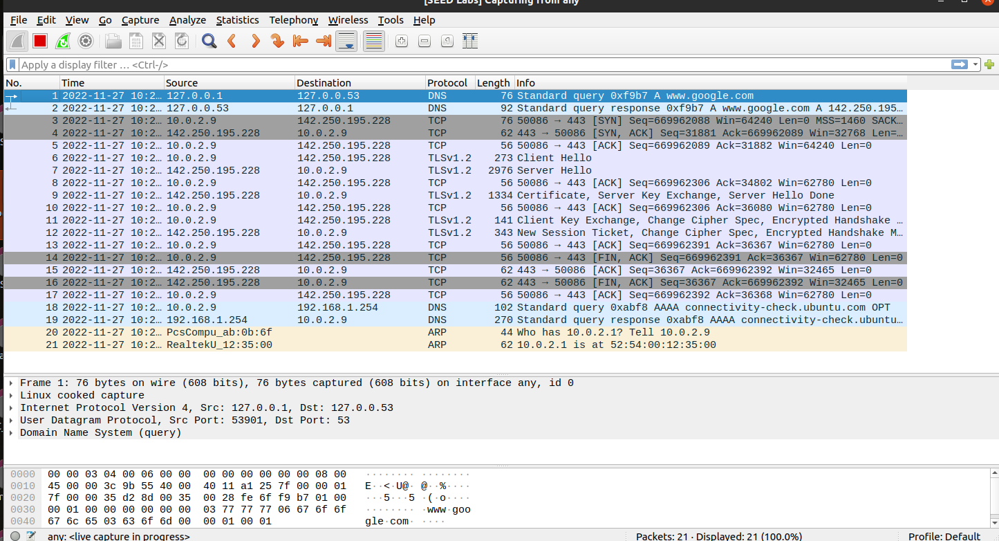 [SEED Labs] Capturing from any
File Edit View Go Capture Analyze Statistics Telephony Wireless Tools Help
Apply a display filter … <Ctrl-/>
No. Time Source Destination Protocol Length Info
1 2022-11-27 10:2… 127.0.0.1 127.0.0.53 DNS 76 Standard query 0xf9b7 A www.google.com
2 2022-11-27 10:2… 127.0.0.53 127.0.0.1 DNS 92 Standard query response 0xf9b7 A www.google.com A 142.250.195…
3 2022-11-27 10:2… 10.0.2.9 142.250.195.228 TCP 76 50086 → 443 [SYN] Seq=669962088 Win=64240 Len=0 MSS=1460 SACK…
4 2022-11-27 10:2… 142.250.195.228 10.0.2.9 TCP 62 443 → 50086 [SYN, ACK] Seq=31881 Ack=669962089 Win=32768 Len=…
5 2022-11-27 10:2… 10.0.2.9 142.250.195.228 TCP 56 50086 → 443 [ACK] Seq=669962089 Ack=31882 Win=64240 Len=0
6 2022-11-27 10:2… 10.0.2.9 142.250.195.228 TLSv1.2 273 Client Hello
7 2022-11-27 10:2… 142.250.195.228 10.0.2.9 TLSv1.2 2976 Server Hello
8 2022-11-27 10:2… 10.0.2.9 142.250.195.228 TCP 56 50086 → 443 [ACK] Seq=669962306 Ack=34802 Win=62780 Len=0
9 2022-11-27 10:2… 142.250.195.228 10.0.2.9 TLSv1.2 1334 Certificate, Server Key Exchange, Server Hello Done
10 2022-11-27 10:2… 10.0.2.9 142.250.195.228 TCP 56 50086 → 443 [ACK] Seq=669962306 Ack=36080 Win=62780 Len=0
11 2022-11-27 10:2… 10.0.2.9 142.250.195.228 TLSv1.2 141 Client Key Exchange, Change Cipher Spec, Encrypted Handshake …
12 2022-11-27 10:2… 142.250.195.228 10.0.2.9 TLSv1.2 343 New Session Ticket, Change Cipher Spec, Encrypted Handshake M…
13 2022-11-27 10:2… 10.0.2.9 142.250.195.228 TCP 56 50086 → 443 [ACK] Seq=669962391 Ack=36367 Win=62780 Len=0
14 2022-11-27 10:2… 10.0.2.9 142.250.195.228 TCP 56 50086 → 443 [FIN, ACK] Seq=669962391 Ack=36367 Win=62780 Len=0
15 2022-11-27 10:2… 142.250.195.228 10.0.2.9 TCP 62 443 → 50086 [ACK] Seq=36367 Ack=669962392 Win=32465 Len=0
16 2022-11-27 10:2… 142.250.195.228 10.0.2.9 TCP 62 443 → 50086 [FIN, ACK] Seq=36367 Ack=669962392 Win=32465 Len=0
17 2022-11-27 10:2… 10.0.2.9 142.250.195.228 TCP 56 50086 → 443 [ACK] Seq=669962392 Ack=36368 Win=62780 Len=0
18 2022-11-27 10:2… 10.0.2.9 192.168.1.254 DNS 102 Standard query 0xabf8 AAAA connectivity-check.ubuntu.com OPT
19 2022-11-27 10:2… 192.168.1.254 10.0.2.9 DNS 270 Standard query response 0xabf8 AAAA connectivity-check.ubuntu…
20 2022-11-27 10:2… PcsCompu_ab:0b:6f ARP 44 Who has 10.0.2.1? Tell 10.0.2.9
21 2022-11-27 10:2… RealtekU_12:35:00 ARP 62 10.0.2.1 is at 52:54:00:12:35:00
Frame 1: 76 bytes on wire (608 bits), 76 bytes captured (608 bits) on interface any, id 0
Linux cooked capture
Internet Protocol Version 4, Src: 127.0.0.1, Dst: 127.0.0.53
User Datagram Protocol, Src Port: 53901, Dst Port: 53
Domain Name System (query)
0000 00 00 03 04 00 06 00 00 00 00 00 00 00 00 08 00 ········ ········
0010 45 00 00 3c 9b 55 40 00 40 11 a1 25 7f 00 00 01 E··<·U@· @··%····
0020 7f 00 00 35 d2 8d 00 35 00 28 fe 6f f9 b7 01 00 ···5···5 ·(·o····
0030 00 01 00 00 00 00 00 00 03 77 77 77 06 67 6f 6f ········ ·www·goo
0040 67 6c 65 03 63 6f 6d 00 00 01 00 01 gle·com· ····
any: <live capture in progress>
Packets: 21 · Displayed: 21 (100.0%)
Profile: Default